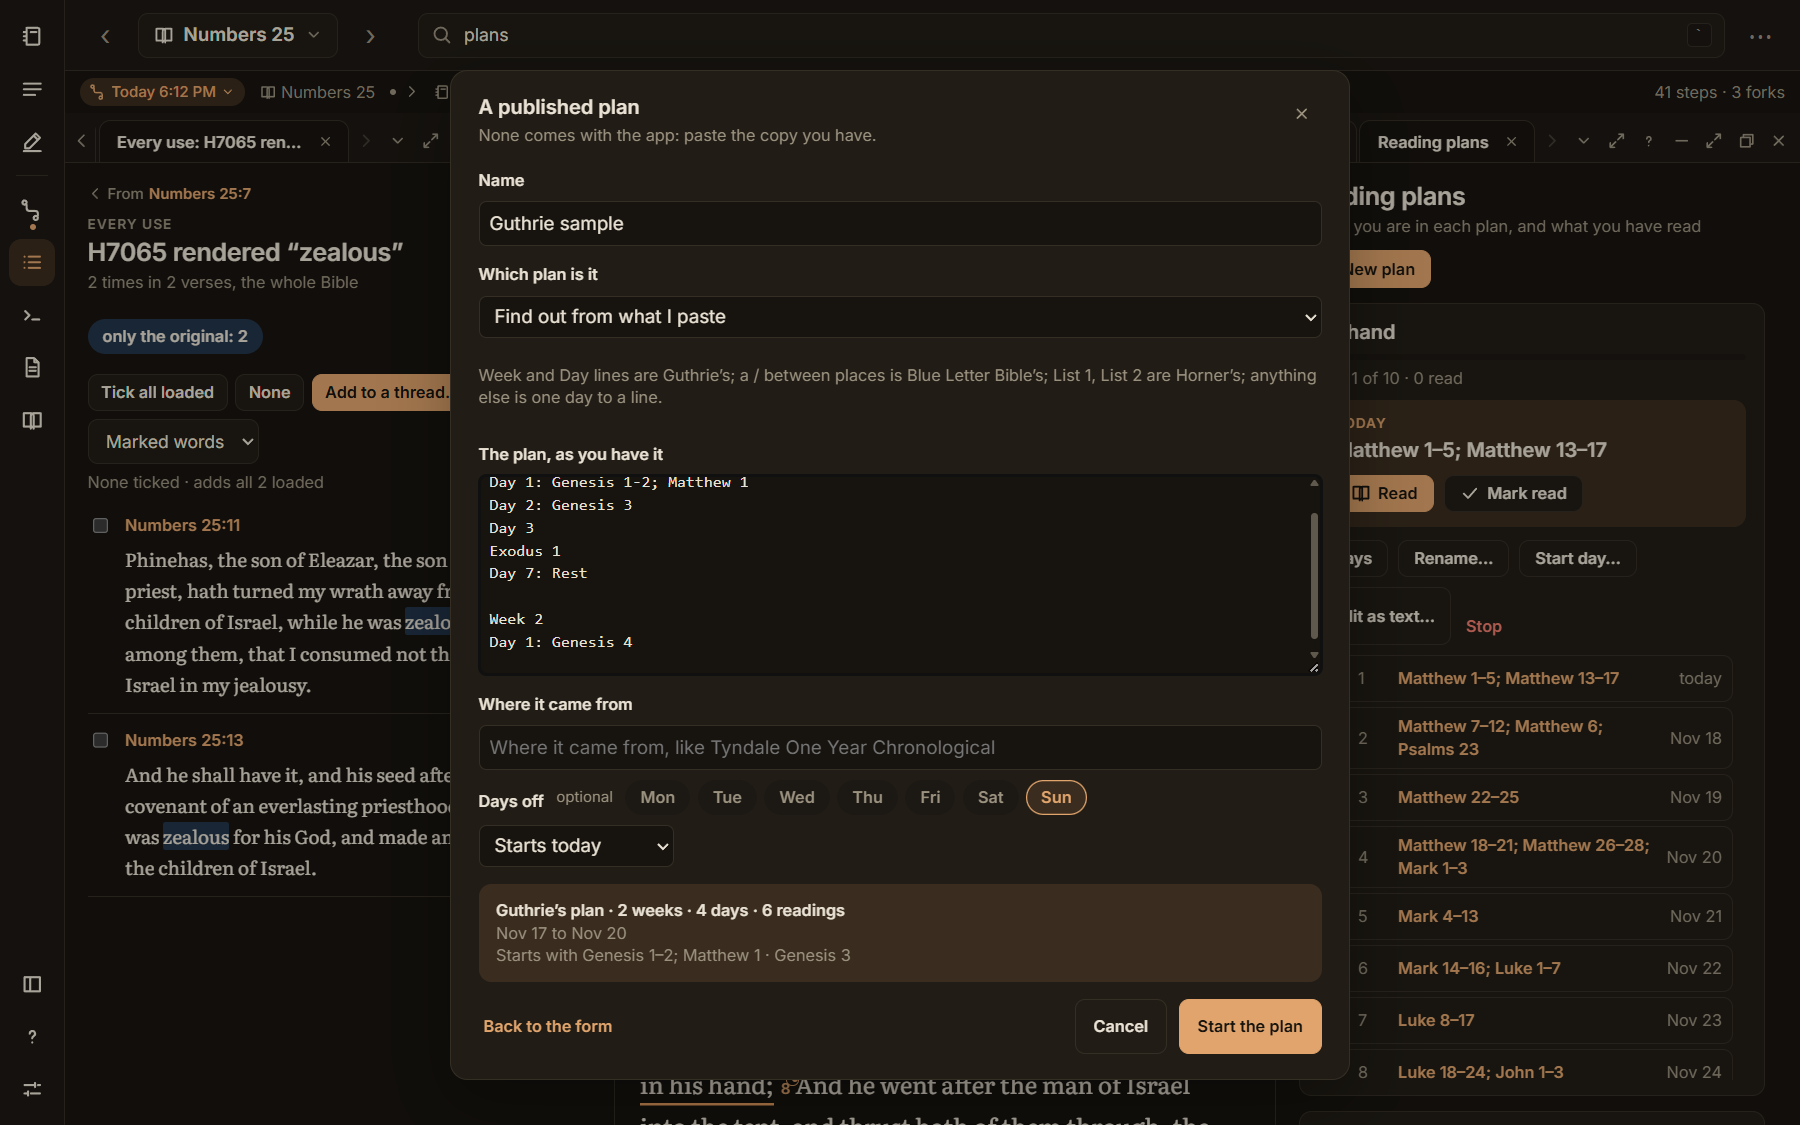 Numbers 25
plans
`
Today 6:12 PM
Numbers 25
41 steps · 3 forks
Every use: H7065 ren...
From Numbers 25:7
EVERY USE
H7065 rendered “zealous”
2 times in 2 verses, the whole Bible
only the original: 2
Tick all loaded
None
Add to a thread.
Marked words
None ticked · adds all 2 loaded
Numbers 25:11
Phinehas, the son of Eleazar, the son
priest, hath turned my wrath away fr
children of Israel, while he was zealo
among them, that I consumed not th
Israel in my jealousy.
Numbers 25:13
And he shall have it, and his seed afte
covenant of an everlasting priesthoo
was zealous for his God, and made an
the children of Israel.
A published plan
None comes with the app: paste the copy you have.
Name
Guthrie sample
Which plan is it
Find out from what I paste
Week and Day lines are Guthrie’s; a / between places is Blue Letter Bible’s; List 1, List 2 are Horner’s; anything
else is one day to a line.
The plan, as you have it
Day 1: Genesis 1-2; Matthew 1
Day 2: Genesis 3
Day 3
Exodus 1
Day 7: Rest
Week 2
Day 1: Genesis 4
Where it came from
Where it came from, like Tyndale One Year Chronological
Days off optional Mon Tue Wed Thu Fri Sat Sun
Starts today
Guthrie’s plan · 2 weeks · 4 days · 6 readings
Nov 17 to Nov 20
Starts with Genesis 1–2; Matthew 1 · Genesis 3
Back to the form
Cancel
Start the plan
in his hand; 8 And he went after the man of Israel
into the tent, and thrust both of them through, the
Reading plans
?
ding plans
you are in each plan, and what you have read
New plan
hand
1 of 10 · 0 read
ODAY
Matthew 1–5; Matthew 13–17
Read
Mark read
ays
Rename...
Start day...
dit as text...
Stop
1 Matthew 1–5; Matthew 13–17 today
2 Matthew 7–12; Matthew 6;
Psalms 23 Nov 18
3 Matthew 22–25 Nov 19
4 Matthew 18–21; Matthew 26–28;
Mark 1–3 Nov 20
5 Mark 4–13 Nov 21
6 Mark 14–16; Luke 1–7 Nov 22
7 Luke 8–17 Nov 23
8 Luke 18–24; John 1–3 Nov 24
?